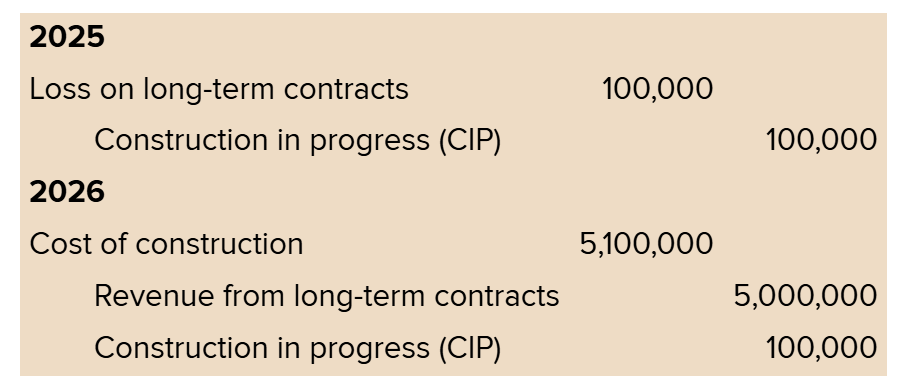 2025
Loss on long-term contracts 100,000
Construction in progress (CIP) 100,000
2026
Cost of construction 5,100,000
Revenue from long-term contracts 5,000,000
Construction in progress (CIP) 100,000